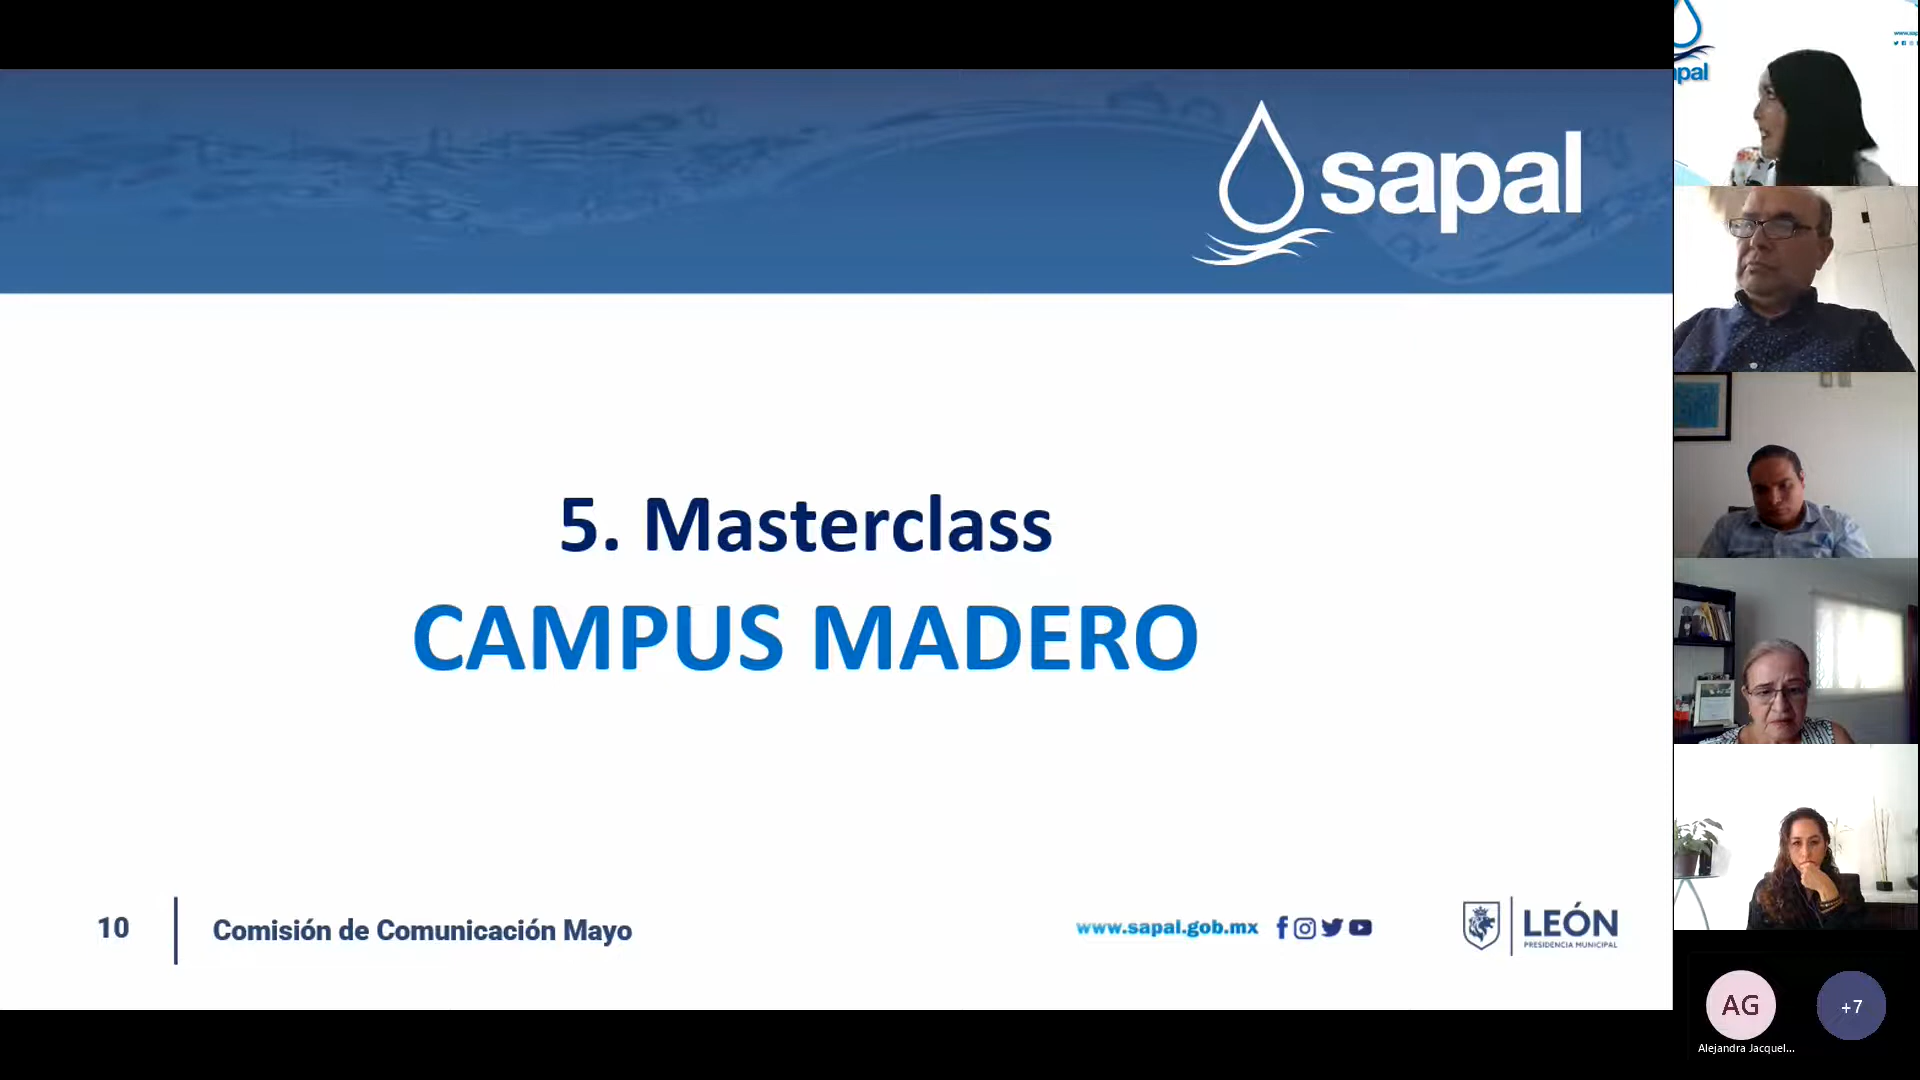 sapal
5. Masterclass
CAMPUS MADERO
10
Comisión de Comunicación Mayo
www.sapal.gob.mx
LEÓN
PRESIDENCIA MUNICIPAL
pal
AG
+7
Alejandra Jacquel...